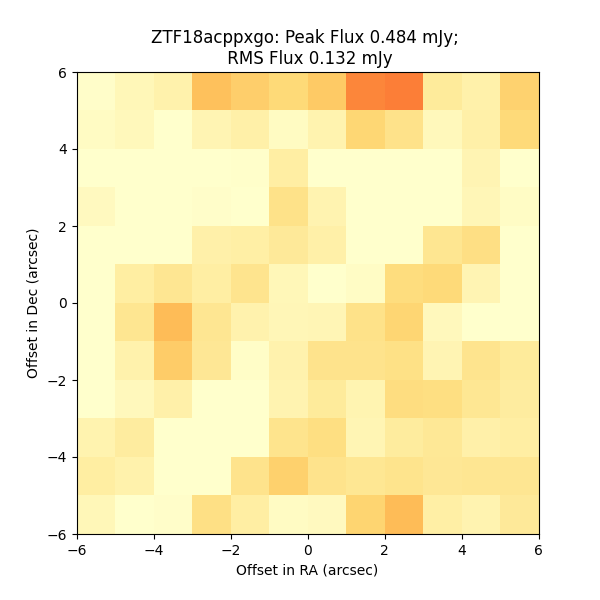 ZTF18acppxgo: Peak Flux 0.484 mJy;
RMS Flux 0.132 mJy
6
4
2
0
−2
−4
−6
Offset in Dec (arcsec)
−6 −4 −2 0 2 4 6
Offset in RA (arcsec)